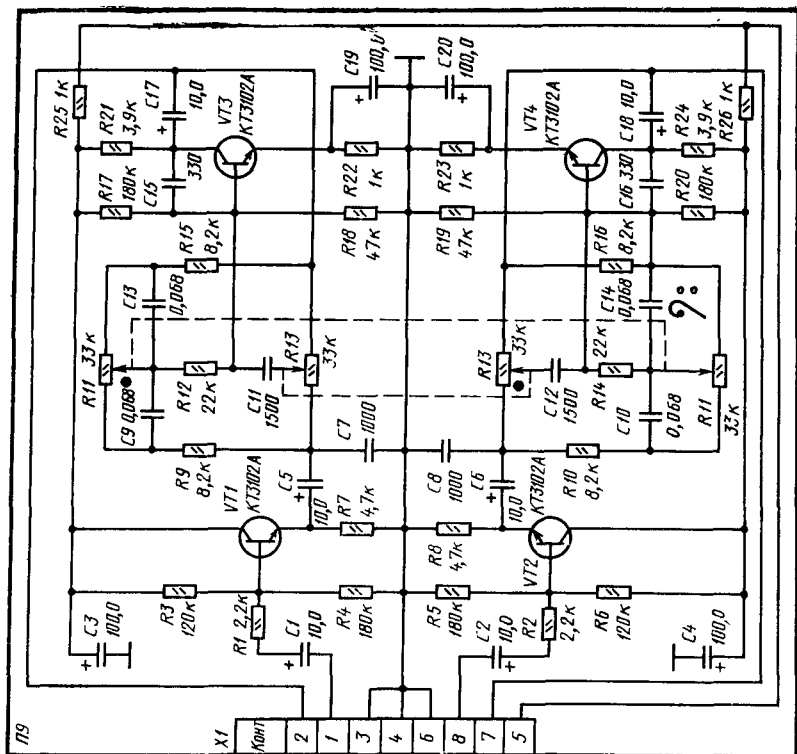 П9
X1
Конт
2
1
3
4
6
8
7
5
C3
100,0
R3
120к
R1 2,2к
C1
10,0
R4
180к
R5
180к
C2
10,0
R2
2,2к
R6
120к
C4
100,0
VT1
КТ3102А
C5
10,0
R7
4,7к
R8
4,7к
C6
10,0
VT2
КТ3102А
R9
8,2к
C7
1000
C8
1000
R10
8,2к
R11
33к
C9 0,068
R12
22к
C11
1500
R13
33к
R13
33к
C12
1500
R14
22к
C10
0,068
R11
33к
C13
0,068
R15
8,2к
R16
8,2к
C14
0,068
R17
180к
C15
330
R18
47к
R19
47к
C16 330
R20
180к
R25 1к
R21
3,9к
C17
10,0
VT3
КТ3102А
R22
1к
R23
1к
VT4
КТ3102А
C18 10,0
R24
3,9к
R26 1к
C19
100,0
C20
100,0